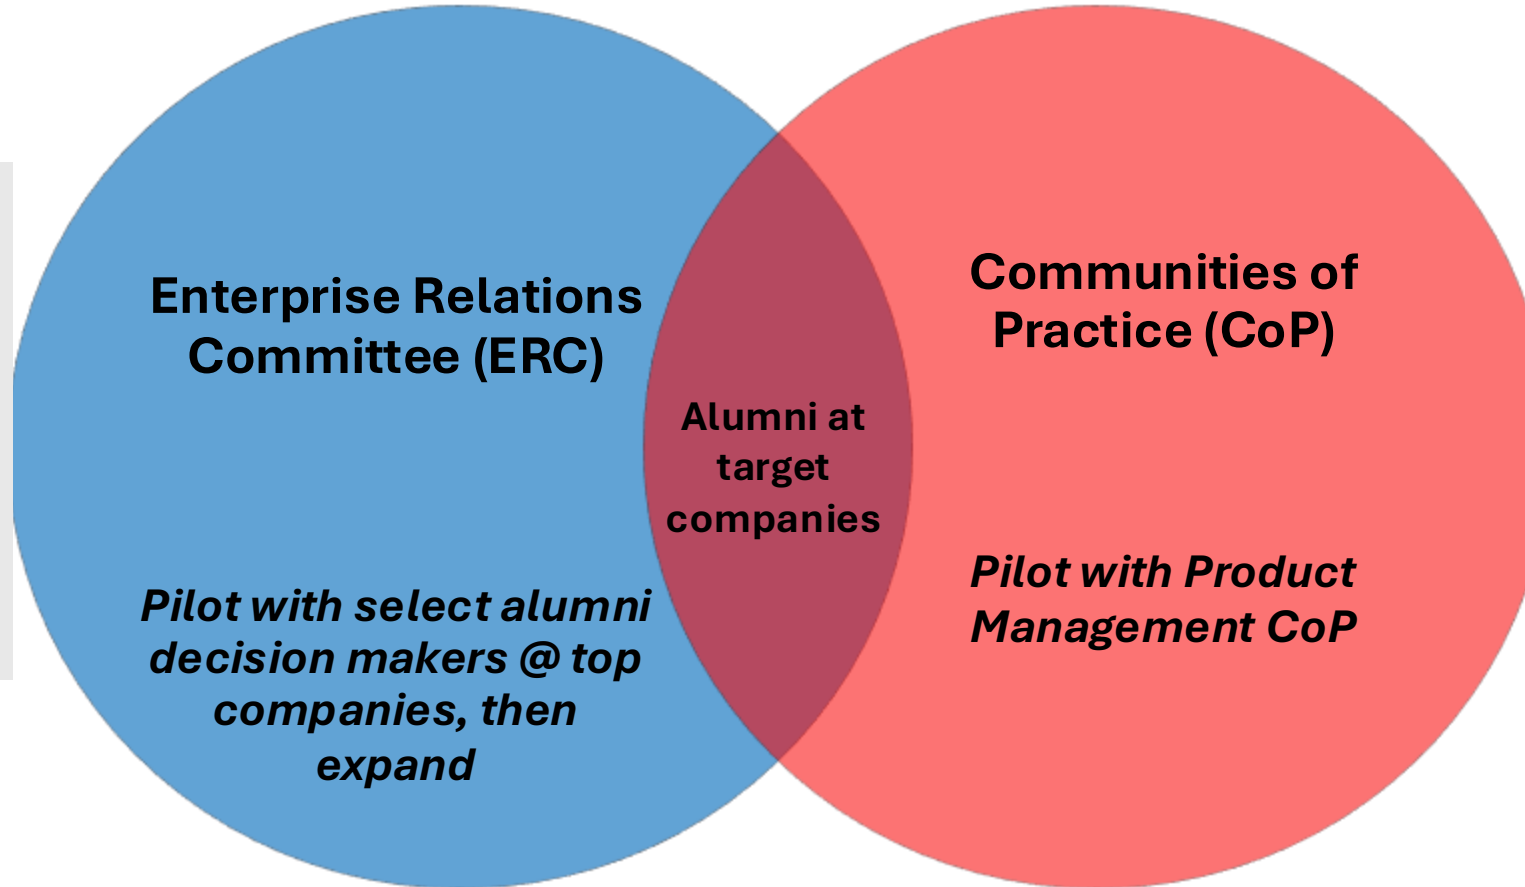 Enterprise Relations
Committee (ERC)
Pilot with select alumni
decision makers @ top
companies, then
expand
Alumni at
target
companies
Communities of
Practice (CoP)
Pilot with Product
Management CoP